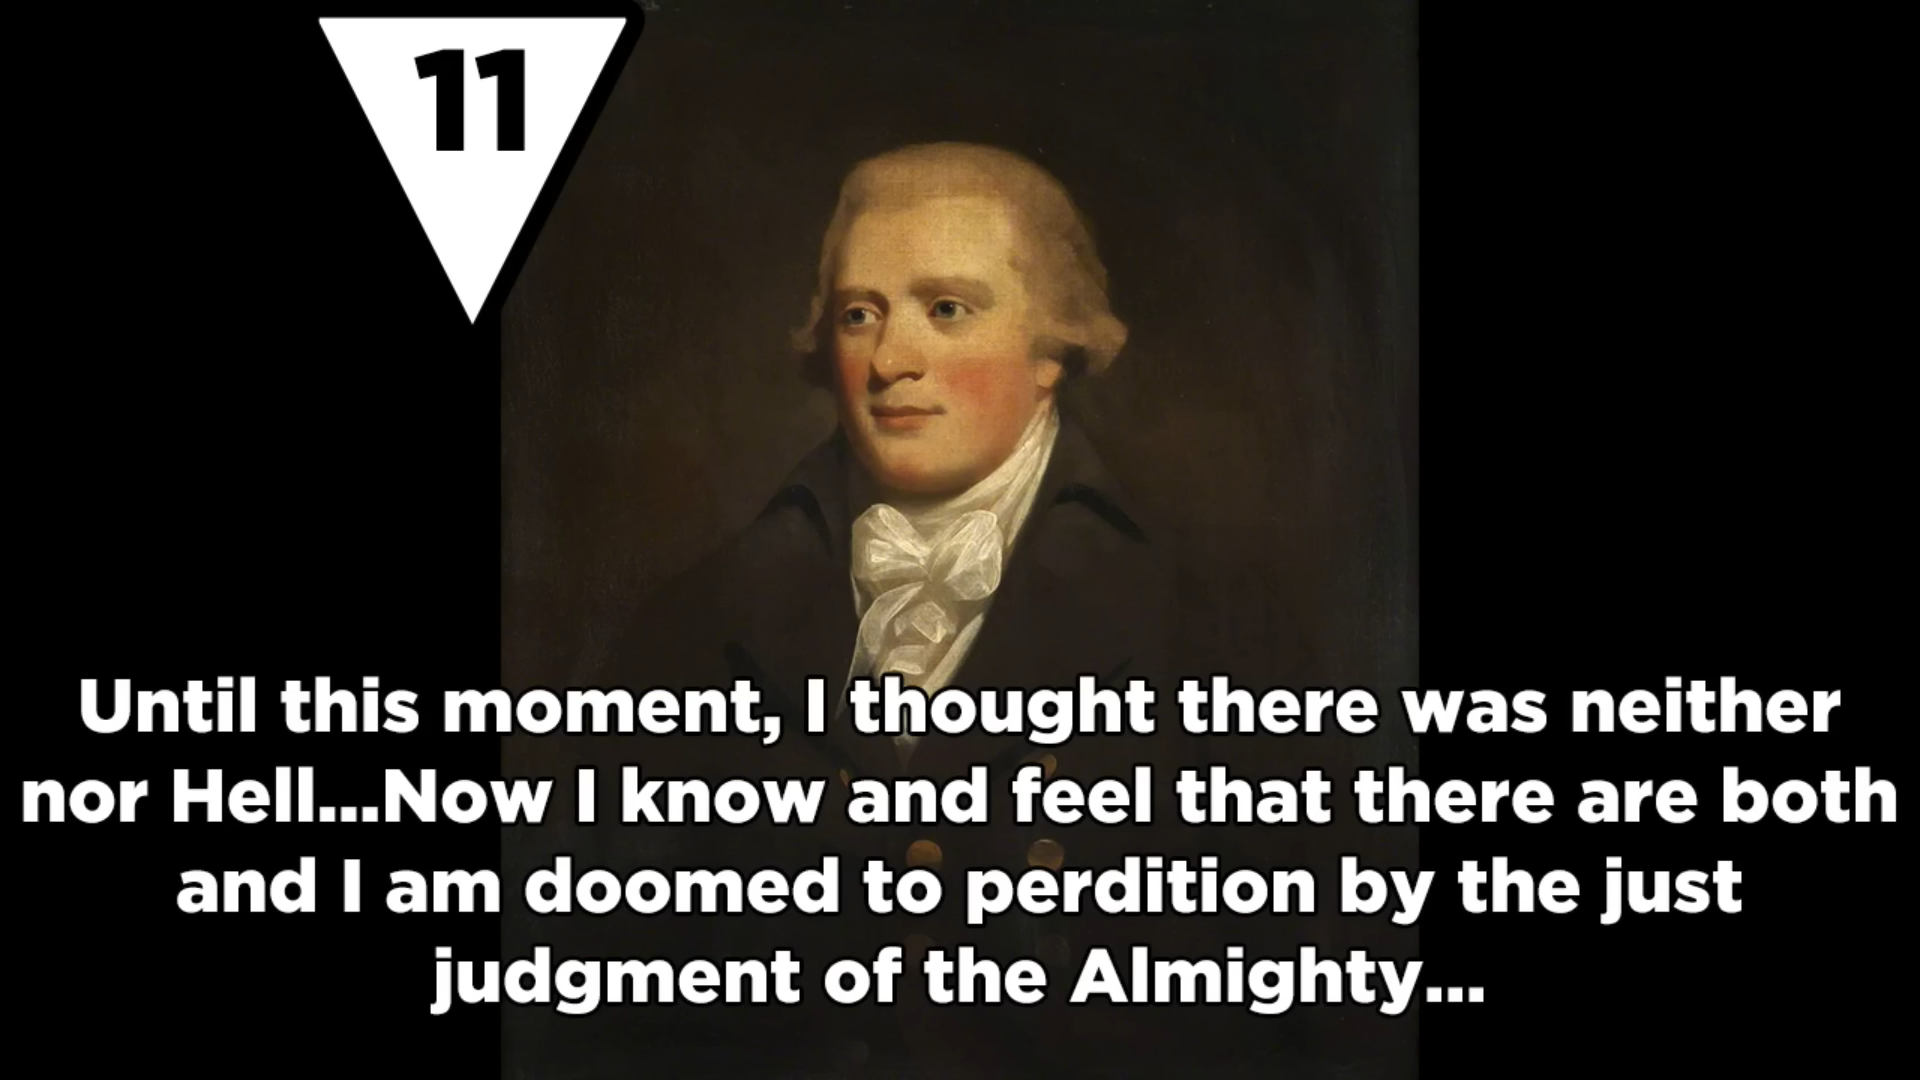 11
Until this moment, I thought there was neither
nor Hell...Now I know and feel that there are both
and I am doomed to perdition by the just
judgment of the Almighty...